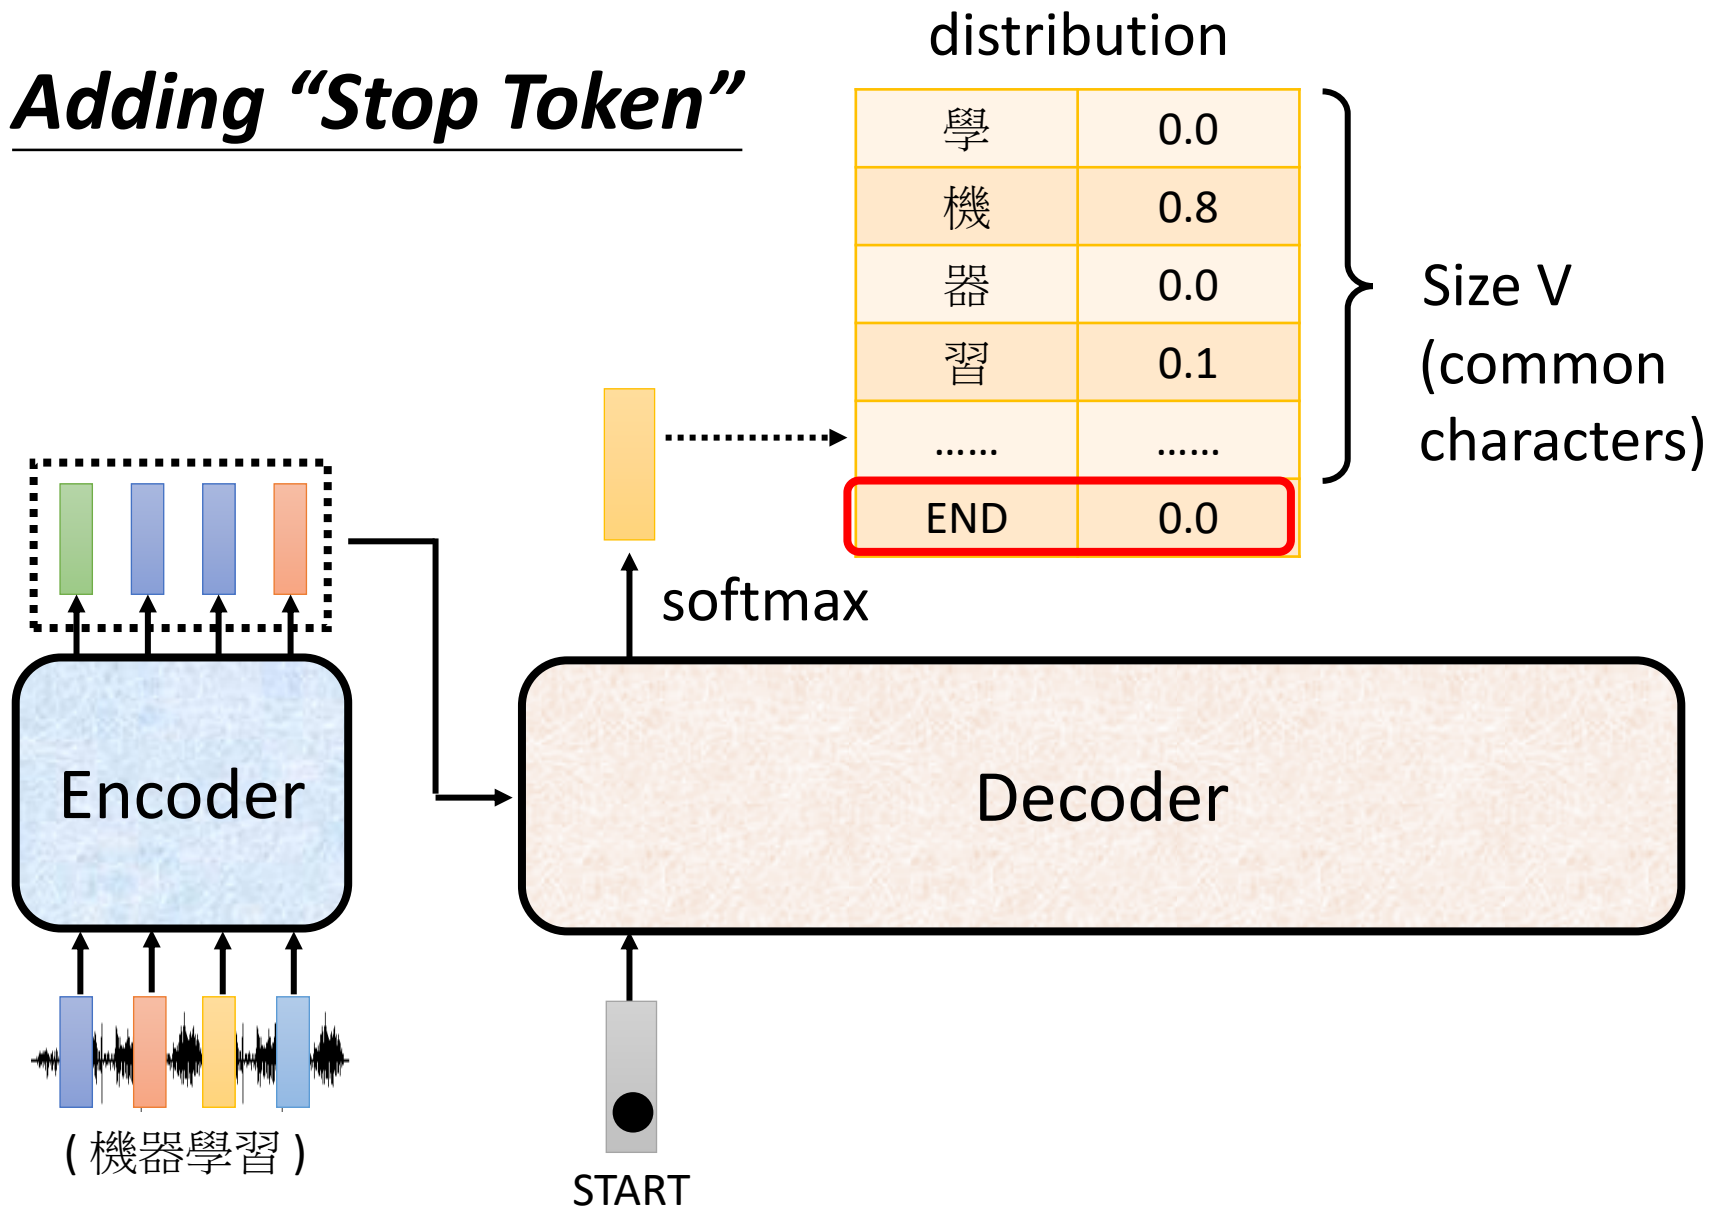 Adding “Stop Token”
distribution
學 0.0
機 0.8
器 0.0
習 0.1
...... ......
END 0.0
Size V
(common
characters)
softmax
Encoder
Decoder
( 機器學習 )
START